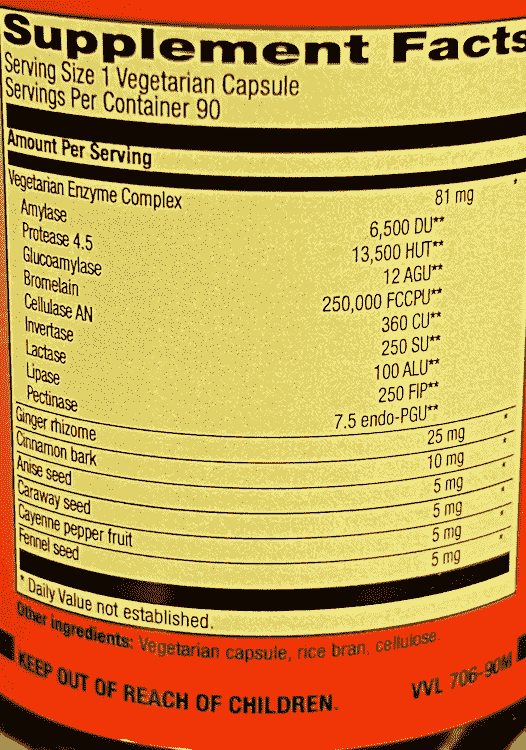 Supplement Facts
Serving Size 1 Vegetarian Capsule
Servings Per Container 90
Amount Per Serving
Vegetarian Enzyme Complex 81 mg *
Amylase 6,500 DU**
Protease 4.5 13,500 HUT**
Glucoamylase 12 AGU**
Bromelain 250,000 FCCPU**
Cellulase AN 360 CU**
Invertase 250 SU**
Lactase 100 ALU**
Lipase 250 FIP**
Pectinase 7.5 endo-PGU**
Ginger rhizome 25 mg *
Cinnamon bark 10 mg *
Anise seed 5 mg *
Caraway seed 5 mg *
Cayenne pepper fruit 5 mg *
Fennel seed 5 mg *
* Daily Value not established.
Other ingredients: Vegetarian capsule, rice bran, cellulose.
KEEP OUT OF REACH OF CHILDREN. VVL 706-90M